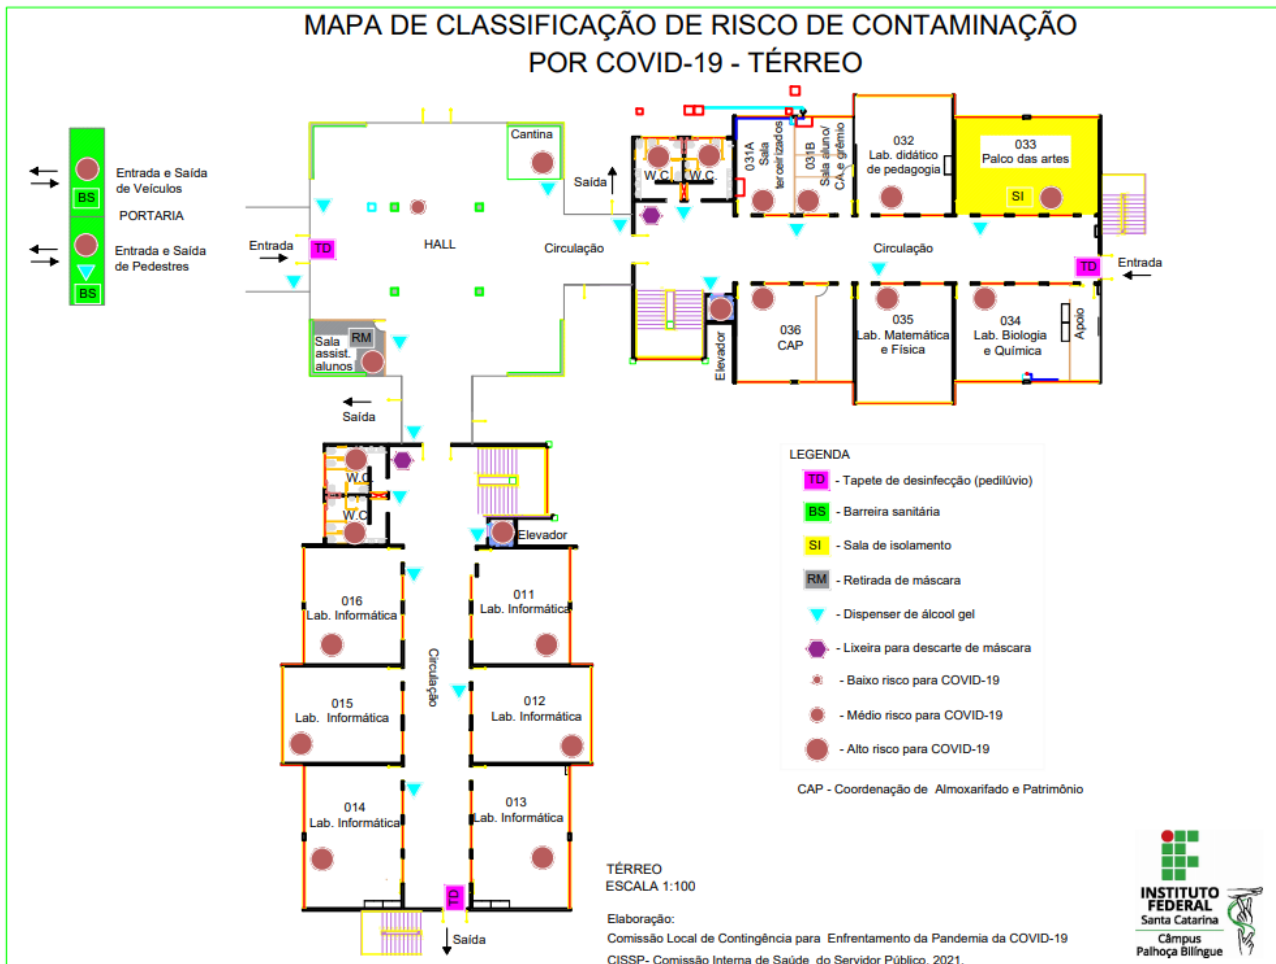 MAPA DE CLASSIFICAÇÃO DE RISCO DE CONTAMINAÇÃO
POR COVID-19 - TÉRREO
Entrada e Saída
de Veículos
BS
PORTARIA
Entrada e Saída
de Pedestres
BS
Cantina
Entrada
TD
HALL
Circulação
Saída
RM
Sala
assist.
alunos
Saída
W.C.
W.C.
031A
Sala
terceirizados
031B
Sala aluno/
CA e grêmio
032
Lab. didático
de pedagogia
033
Palco das artes
SI
Circulação
Entrada
TD
Elevador
036
CAP
035
Lab. Matemática
e Física
034
Lab. Biologia
e Química
Apoio
W.C.
W.C.
Elevador
016
Lab. Informática
011
Lab. Informática
Circulação
015
Lab. Informática
012
Lab. Informática
014
Lab. Informática
013
Lab. Informática
TD
Saída
LEGENDA
TD - Tapete de desinfecção (pedilúvio)
BS - Barreira sanitária
SI - Sala de isolamento
RM - Retirada de máscara
- Dispenser de álcool gel
- Lixeira para descarte de máscara
- Baixo risco para COVID-19
- Médio risco para COVID-19
- Alto risco para COVID-19
CAP - Coordenação de Almoxarifado e Patrimônio
TÉRREO
ESCALA 1:100
Elaboração:
Comissão Local de Contingência para Enfrentamento da Pandemia da COVID-19
CISSP- Comissão Interna de Saúde do Servidor Público, 2021.
INSTITUTO
FEDERAL
Santa Catarina
Câmpus
Palhoça Bilíngue